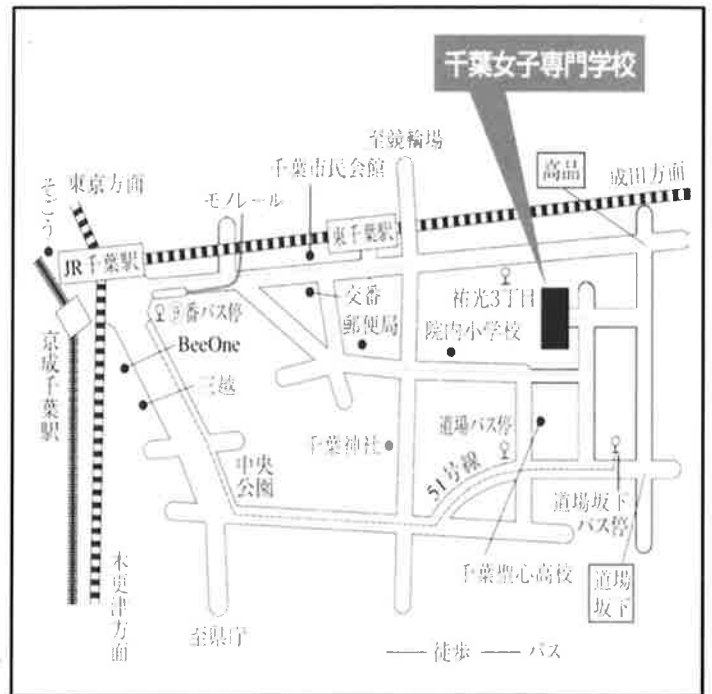 千葉女子専門学校
至競輪場
千葉市民会館
高品
成田方面
東京方面
そごう
モノレール
東千葉駅
JR千葉駅
交番
郵便局
祐光3丁目
院内小学校
⑨番バス停
BeeOne
三越
京成千葉駅
千葉神社
道場バス停
中央
公園
51号線
道場坂下
バス停
千葉聖心高校
道場
坂下
木更津方面
至県庁
徒歩
バス